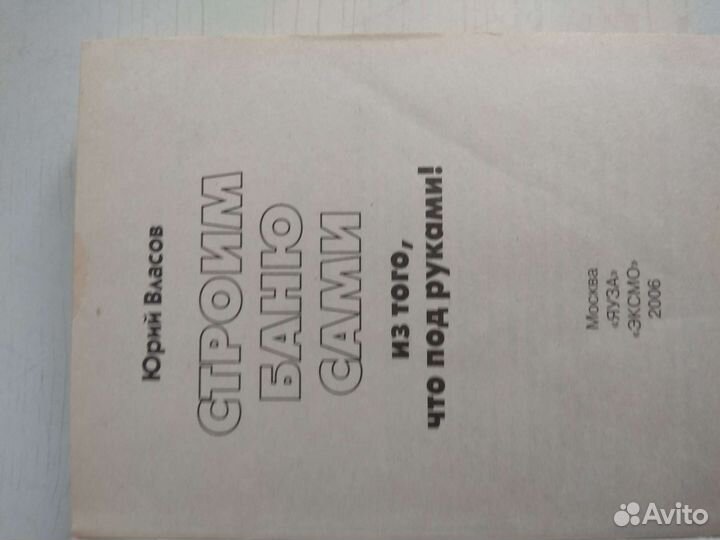 Юрий Власов
СТРОИМ
БАНЮ
САМИ
из того,
что под руками!
Москва
«ЯУЗА»
«ЭКСМО»
2006
Avito